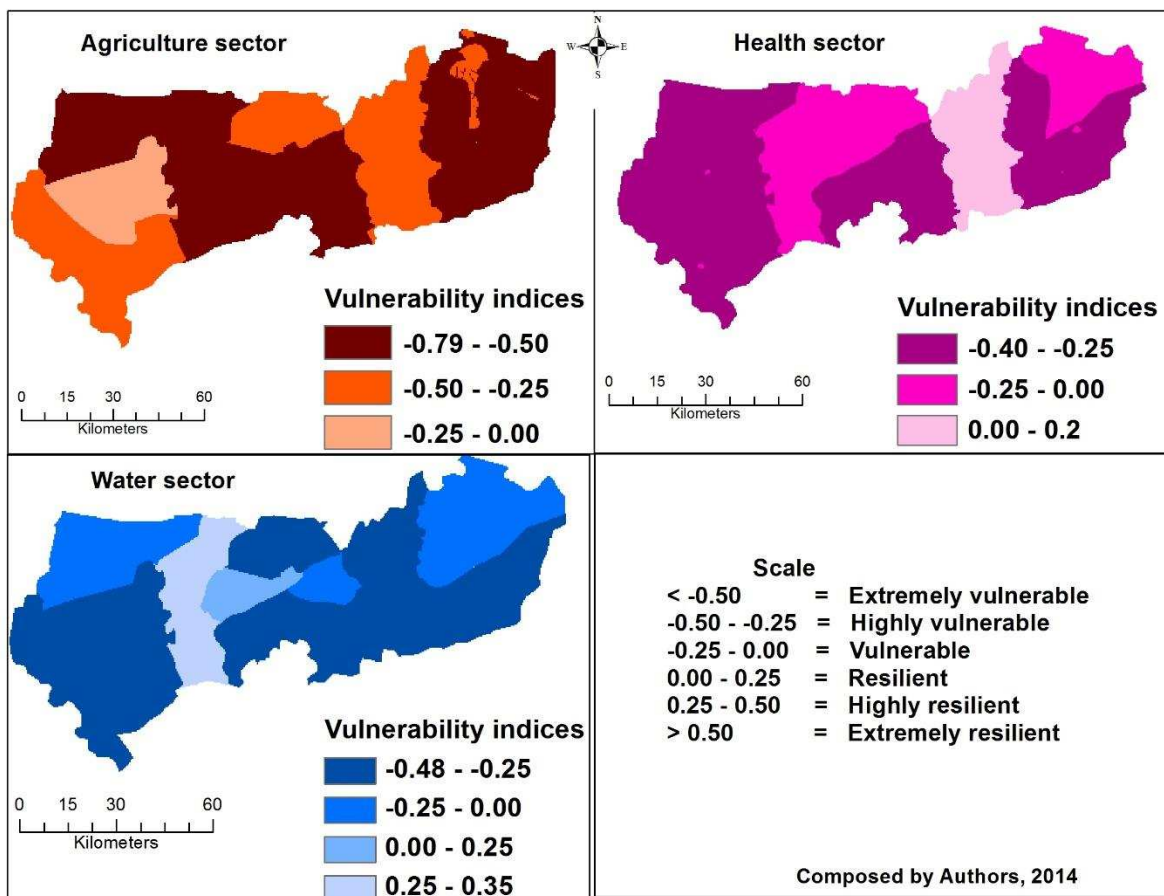 Agriculture sector
Vulnerability indices
-0.79 - -0.50
-0.50 - -0.25
-0.25 - 0.00
0 15 30 60
Kilometers
N
W E
S
Health sector
Vulnerability indices
-0.40 - -0.25
-0.25 - 0.00
0.00 - 0.2
0 15 30 60
Kilometers
Water sector
Vulnerability indices
-0.48 - -0.25
-0.25 - 0.00
0.00 - 0.25
0.25 - 0.35
0 15 30 60
Kilometers
Scale
< -0.50 = Extremely vulnerable
-0.50 - -0.25 = Highly vulnerable
-0.25 - 0.00 = Vulnerable
0.00 - 0.25 = Resilient
0.25 - 0.50 = Highly resilient
> 0.50 = Extremely resilient
Composed by Authors, 2014